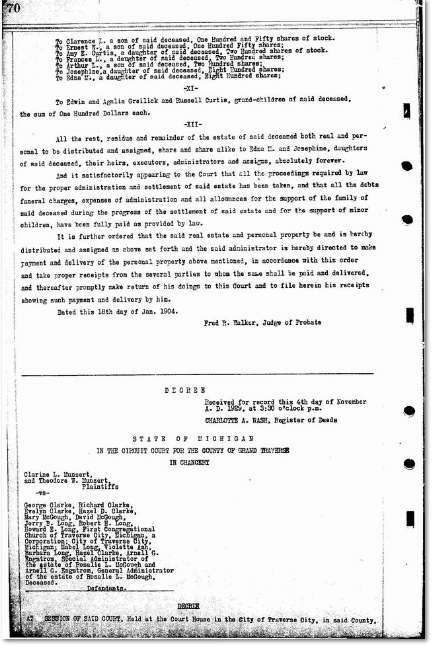 70
To Clarence L. a son of said deceased, One Hundred and Fifty shares of stock.
To Ernest N., a son of said deceased, One Hundred Fifty shares;
To Amy E. Curtis, a daughter of said deceased, Two Hundred shares of stock.
To Frances L., a daughter of said deceased, Two Hundred shares;
To Arthur L., a son of said deceased, Two Hundred shares;
To Josephine, a daughter of said deceased, Eight Hundred shares;
To Edna M., a daughter of said deceased, Eight Hundred shares;
-XI-
To Edwin and Agalia Greilick and Russell Curtis, grand-children of said deceased,
the sum of One Hundred Dollars each.
-XII-
All the rest, residue and remainder of the estate of said deceased both real and per-
sonal to be distributed and assigned, share and share alike to Edna M. and Josephine, daughters
of said deceased, their heirs, executors, administrators and assigns, absolutely forever.
And it satisfactorily appearing to the Court that all the proceedings required by law
for the proper administration and settlement of said estate has been taken, and that all the debts
funeral charges, expenses of administration and all allowances for the support of the family of
said deceased during the progress of the settlement of said estate and for the support of minor
children, have been fully paid as provided by law.
It is further ordered that the said real estate and personal property be and is hereby
distributed and assigned as above set forth and the said administrator is hereby directed to make
payment and delivery of the personal property above mentioned, in accordance with this order
and take proper receipts from the several parties to whom the same shall be paid and delivered,
and thereafter promptly make return of his doings to this Court and to file herein his receipts
showing such payment and delivery by him.
Dated this 18th day of Jan. 1904.
Fred R. Walker, Judge of Probate
DECREE
Received for record this 4th day of November
A. D. 1929, at 3:30 o'clock p.m.
CHARLOTTE A. NASH, Register of Deeds
STATE OF MICHIGAN
IN THE CIRCUIT COURT FOR THE COUNTY OF GRAND TRAVERSE
IN CHANCERY
Clarine L. Munzert,
and Theodore W. Munzert,
Plaintiffs
-vs-
George Clarke, Richard Clarke,
Evelyn Clarke, Hazel D. Clarke,
Mary McGough, David McGough,
Jerry B. Long, Robert H. Long,
Howard E. Long, First Congregational
Church of Traverse City, Michigan, a
Corporation; City of Traverse City,
Michigan; Mabel Long, Violette Ash,
Barbara Long, Hazel Clarke, Arnell G.
Engstrom, Special Administrator of
the estate of Rosalie L. McGough and
Arnell G. Engstrom, General Administrator
of the estate of Rosalie L. McGough,
Deceased.
Defendants.
DECREE
AT SESSION OF SAID COURT, Held at the Court House in the City of Traverse City, in said County,